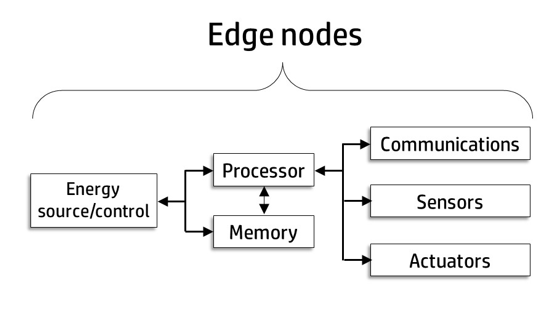 Edge nodes
Energy
source/control
Processor
Memory
Communications
Sensors
Actuators